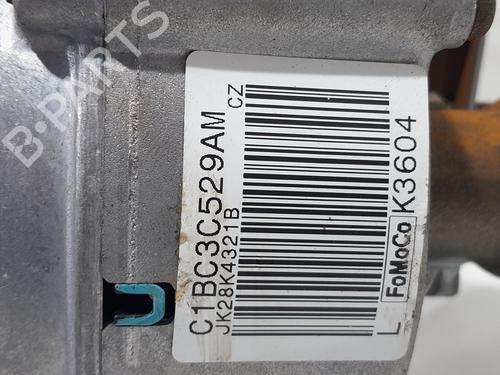 C1BC3C529AM
CZ
JK28K4321B
L FoMoCo K3604
B-PARTS